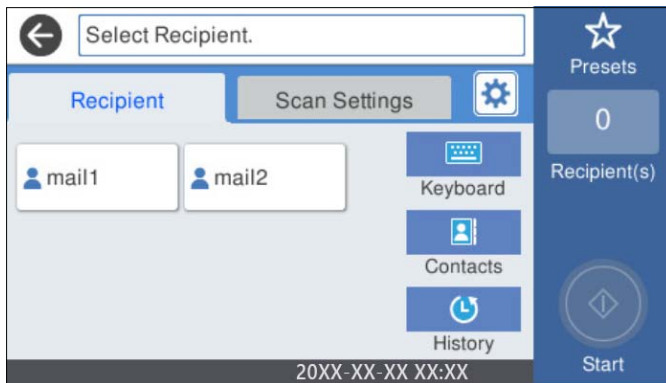 Select Recipient.
Presets
Recipient
Scan Settings
0
Recipient(s)
mail1
mail2
Keyboard
Contacts
History
Start
20XX-XX-XX XX:XX